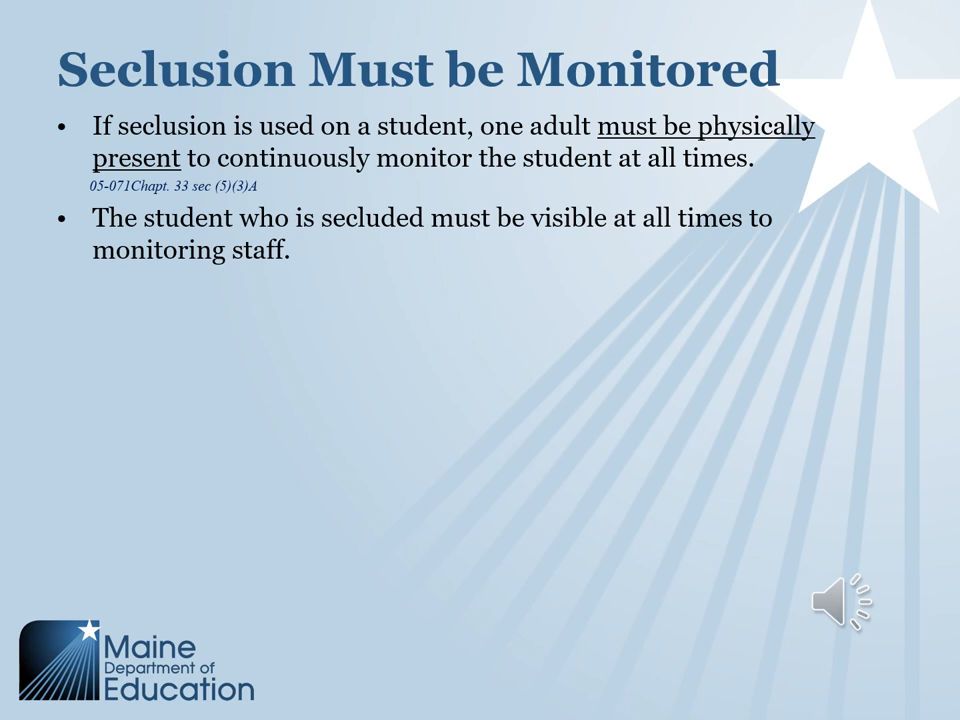 Seclusion Must be Monitored
• If seclusion is used on a student, one adult must be physically
present to continuously monitor the student at all times.
05-071Chapt. 33 sec (5)(3)A
• The student who is secluded must be visible at all times to
monitoring staff.
Maine
Department of
Education